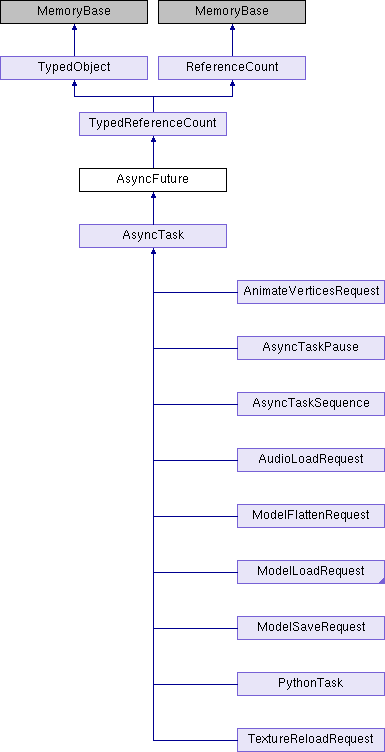 MemoryBase
MemoryBase
TypedObject
ReferenceCount
TypedReferenceCount
AsyncFuture
AsyncTask
AnimateVerticesRequest
AsyncTaskPause
AsyncTaskSequence
AudioLoadRequest
ModelFlattenRequest
ModelLoadRequest
ModelSaveRequest
PythonTask
TextureReloadRequest